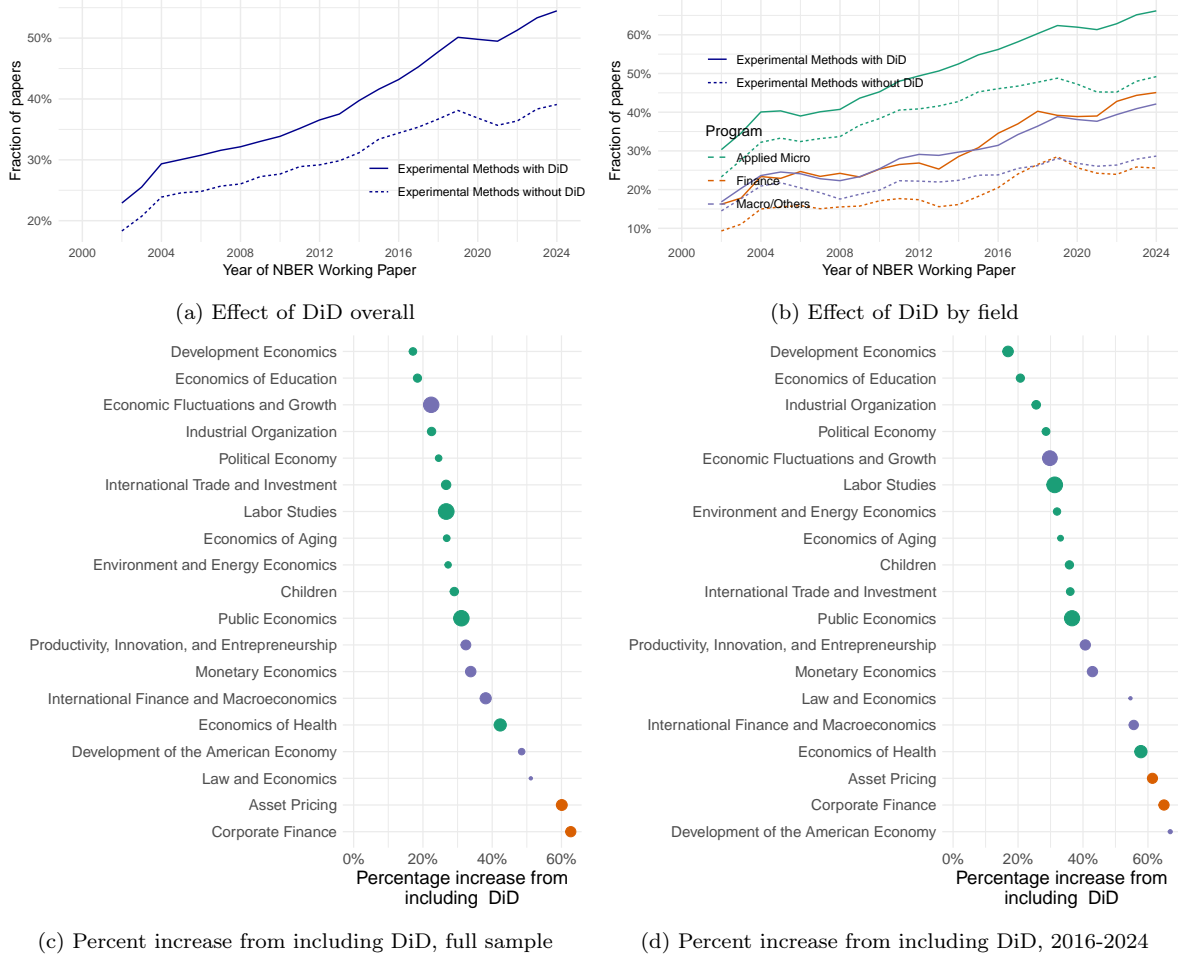 Fraction of papers
50%
40%
30%
20%
Experimental Methods with DiD
Experimental Methods without DiD
2000 2004 2008 2012 2016 2020 2024
Year of NBER Working Paper
(a) Effect of DiD overall
Fraction of papers
60%
50%
40%
30%
20%
10%
Experimental Methods with DiD
Experimental Methods without DiD
Program
Applied Micro
Finance
Macro/Others
2000 2004 2008 2012 2016 2020 2024
Year of NBER Working Paper
(b) Effect of DiD by field
Development Economics
Economics of Education
Economic Fluctuations and Growth
Industrial Organization
Political Economy
International Trade and Investment
Labor Studies
Economics of Aging
Environment and Energy Economics
Children
Public Economics
Productivity, Innovation, and Entrepreneurship
Monetary Economics
International Finance and Macroeconomics
Economics of Health
Development of the American Economy
Law and Economics
Asset Pricing
Corporate Finance
0% 20% 40% 60%
Percentage increase from
including DiD
(c) Percent increase from including DiD, full sample
Development Economics
Economics of Education
Industrial Organization
Political Economy
Economic Fluctuations and Growth
Labor Studies
Environment and Energy Economics
Economics of Aging
Children
International Trade and Investment
Public Economics
Productivity, Innovation, and Entrepreneurship
Monetary Economics
Law and Economics
International Finance and Macroeconomics
Economics of Health
Asset Pricing
Corporate Finance
Development of the American Economy
0% 20% 40% 60%
Percentage increase from
including DiD
(d) Percent increase from including DiD, 2016-2024